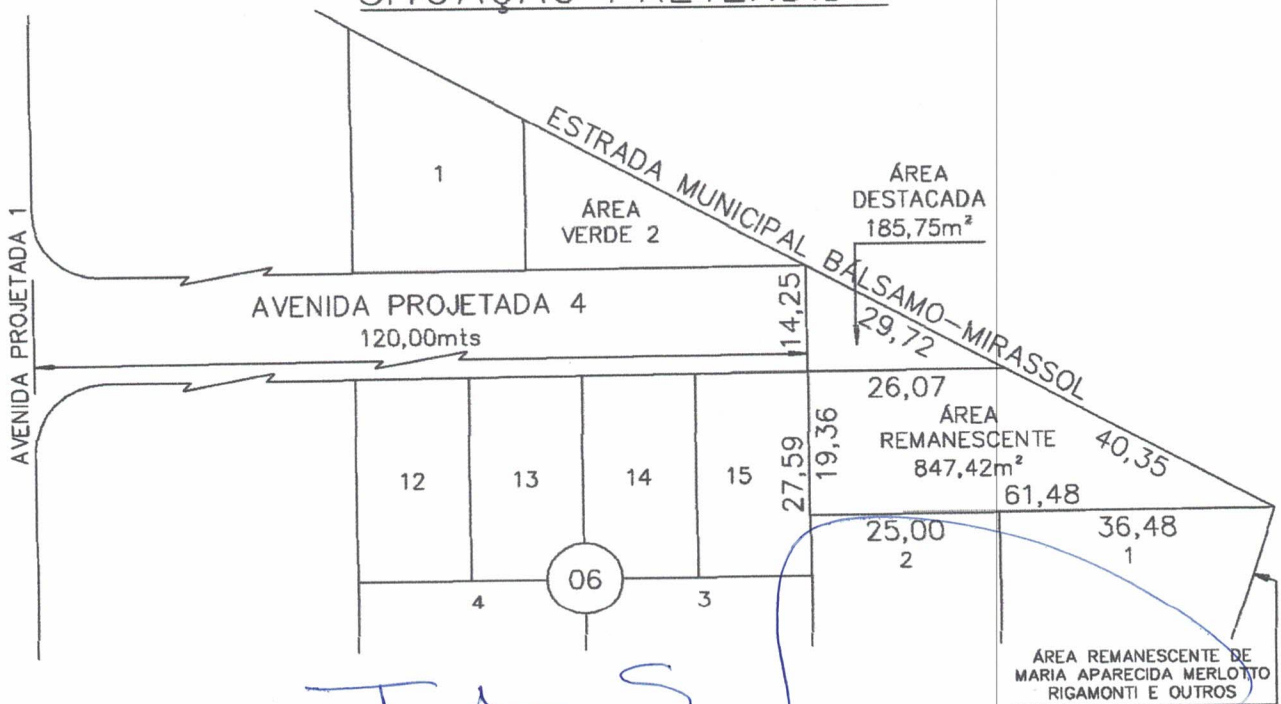 ESTRADA MUNICIPAL BÁLSAMO-MIRASSOL
1
ÁREA
VERDE 2
ÁREA
DESTACADA
185,75m²
AVENIDA PROJETADA 1
AVENIDA PROJETADA 4
120,00mts
14,25
29,72
26,07
ÁREA
REMANESCENTE
847,42m²
40,35
61,48
27,59
19,36
12
13
14
15
25,00
2
36,48
1
06
4
3
ÁREA REMANESCENTE DE
MARIA APARECIDA MERLOTTO
RIGAMONTI E OUTROS